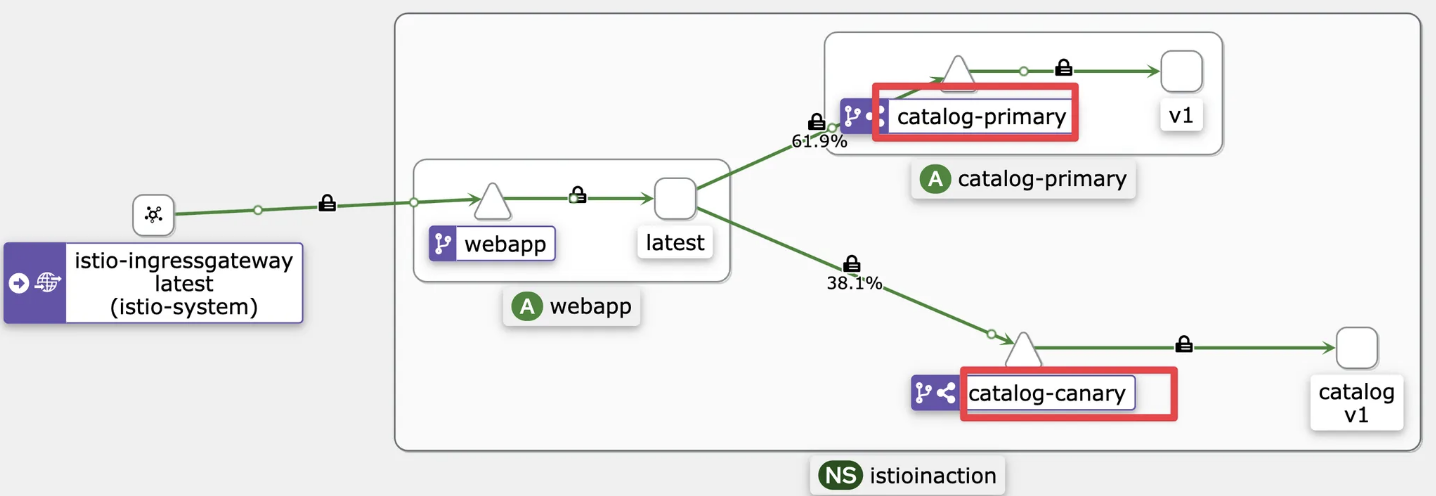 istio-ingressgateway
latest
(istio-system)
webapp
latest
A webapp
61.9%
catalog-primary
v1
A catalog-primary
38.1%
catalog-canary
catalog
v1
NS istioinaction